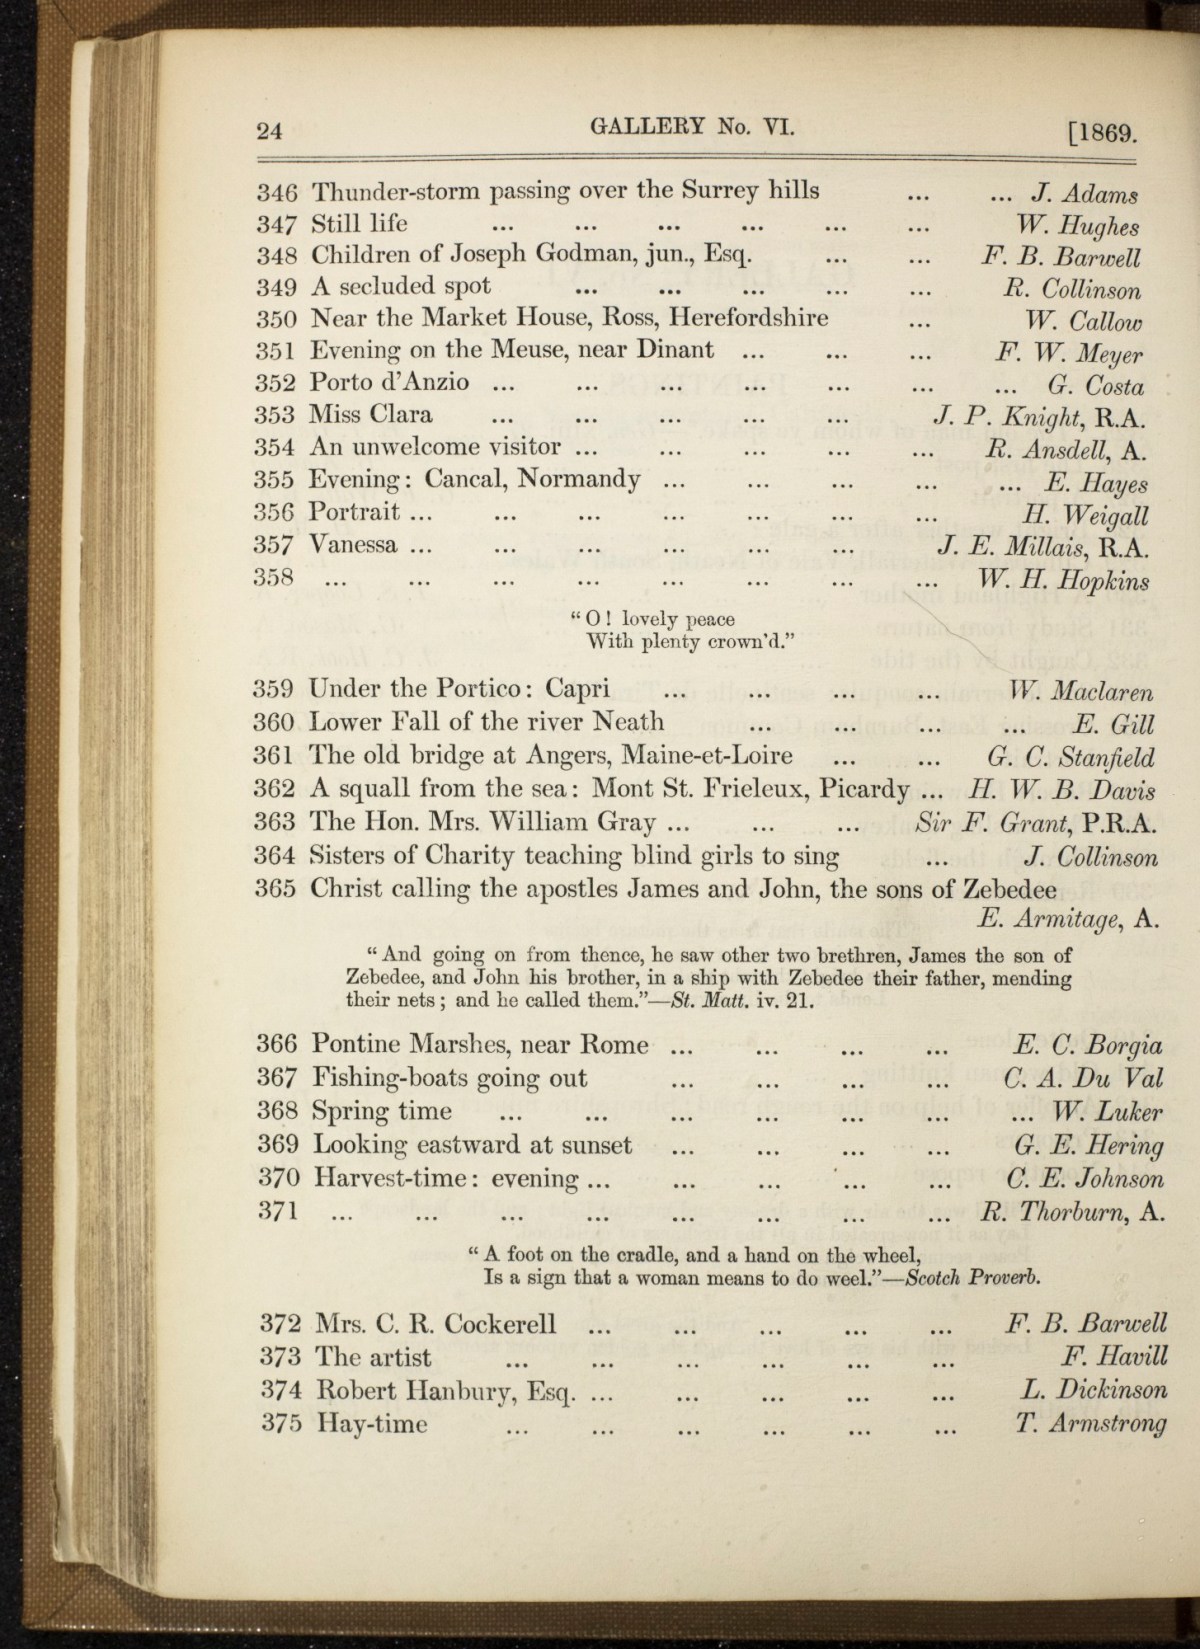 24 GALLERY No. VI. [1869.
346 Thunder-storm passing over the Surrey hills ... ... J. Adams
347 Still life ... ... ... ... ... ... W. Hughes
348 Children of Joseph Godman, jun., Esq. ... ... F. B. Barwell
349 A secluded spot ... ... ... ... ... R. Collinson
350 Near the Market House, Ross, Herefordshire ... W. Callow
351 Evening on the Meuse, near Dinant ... ... ... F. W. Meyer
352 Porto d'Anzio ... ... ... ... ... ... ... G. Costa
353 Miss Clara ... ... ... ... ... J. P. Knight, R.A.
354 An unwelcome visitor ... ... ... ... ... R. Ansdell, A.
355 Evening: Cancal, Normandy ... ... ... ... ... E. Hayes
356 Portrait ... ... ... ... ... ... ... H. Weigall
357 Vanessa ... ... ... ... ... ... J. E. Millais, R.A.
358 ... ... ... ... ... ... ... ... W. H. Hopkins
"O! lovely peace
With plenty crown'd."
359 Under the Portico: Capri ... ... ... ... W. Maclaren
360 Lower Fall of the river Neath ... ... ... ... E. Gill
361 The old bridge at Angers, Maine-et-Loire ... ... G. C. Stanfield
362 A squall from the sea: Mont St. Frieleux, Picardy ... H. W. B. Davis
363 The Hon. Mrs. William Gray ... ... ... Sir F. Grant, P.R.A.
364 Sisters of Charity teaching blind girls to sing ... J. Collinson
365 Christ calling the apostles James and John, the sons of Zebedee
E. Armitage, A.
"And going on from thence, he saw other two brethren, James the son of
Zebedee, and John his brother, in a ship with Zebedee their father, mending
their nets; and he called them."—St. Matt. iv. 21.
366 Pontine Marshes, near Rome ... ... ... ... E. C. Borgia
367 Fishing-boats going out ... ... ... ... C. A. Du Val
368 Spring time ... ... ... ... ... ... ... W. Luker
369 Looking eastward at sunset ... ... ... ... G. E. Hering
370 Harvest-time: evening ... ... ... ... ... C. E. Johnson
371 ... ... ... ... ... ... ... ... R. Thorburn, A.
"A foot on the cradle, and a hand on the wheel,
Is a sign that a woman means to do weel."—Scotch Proverb.
372 Mrs. C. R. Cockerell ... ... ... ... ... F. B. Barwell
373 The artist ... ... ... ... ... ... F. Havill
374 Robert Hanbury, Esq. ... ... ... ... ... L. Dickinson
375 Hay-time ... ... ... ... ... ... T. Armstrong